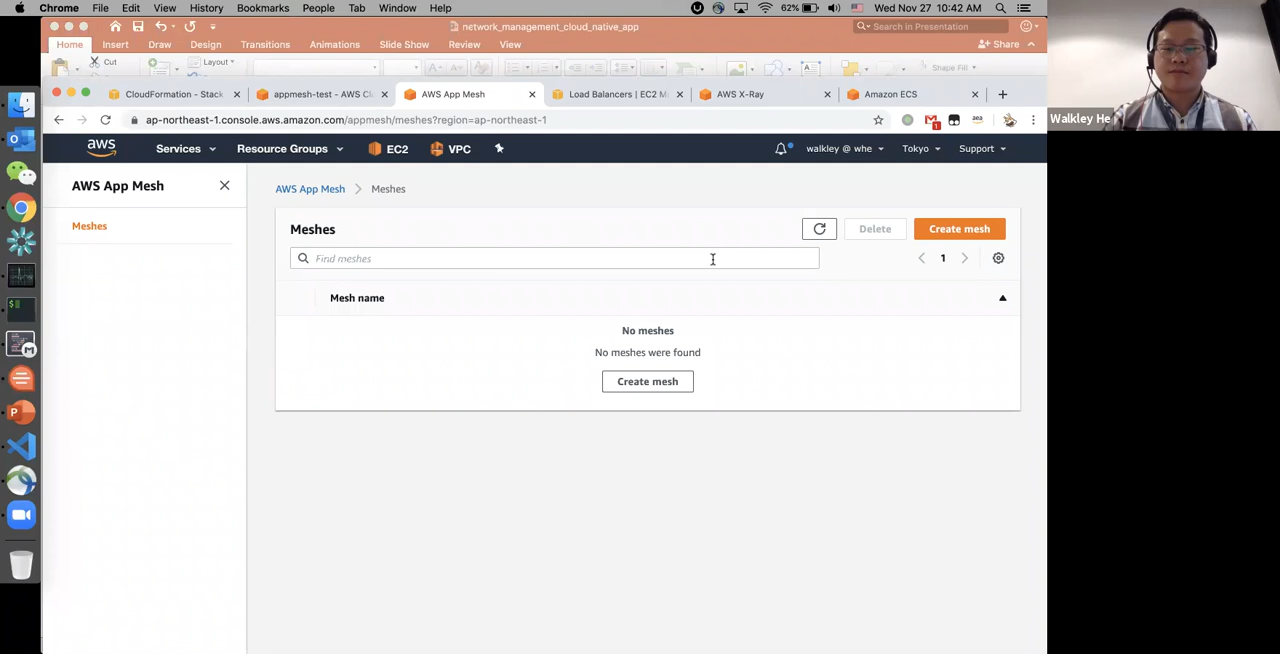 Chrome File Edit View History Bookmarks People Tab Window Help 62% Wed Nov 27 10:42 AM
network_management_cloud_native_app Search in Presentation
Home Insert Draw Design Transitions Animations Slide Show Review View Share
Cut Layout Shape Fill
CloudFormation - Stack appmesh-test - AWS Cl AWS App Mesh Load Balancers | EC2 M AWS X-Ray Amazon ECS
ap-northeast-1.console.aws.amazon.com/appmesh/meshes?region=ap-northeast-1
Walkley He
aws Services Resource Groups EC2 VPC walkley @ whe Tokyo Support
AWS App Mesh
Meshes
AWS App Mesh > Meshes
Meshes Delete Create mesh
Find meshes 1
Mesh name
No meshes
No meshes were found
Create mesh